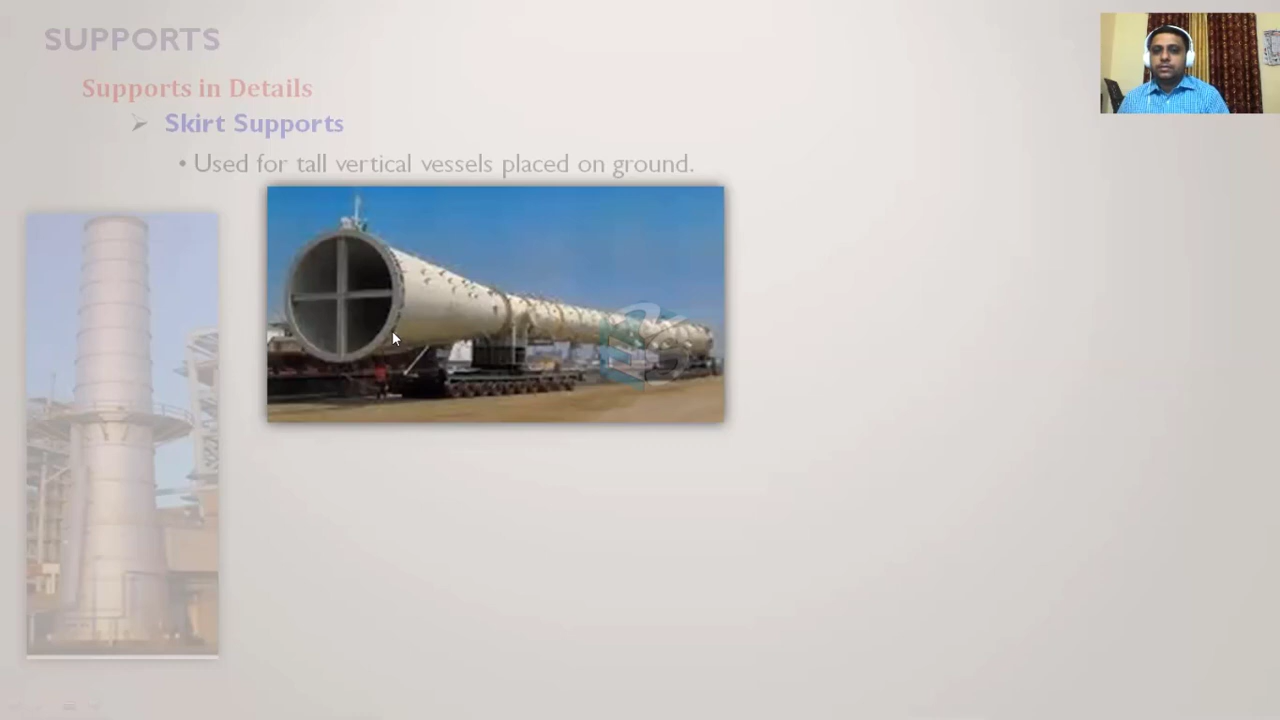 SUPPORTS
Supports in Details
➢ Skirt Supports
• Used for tall vertical vessels placed on ground.